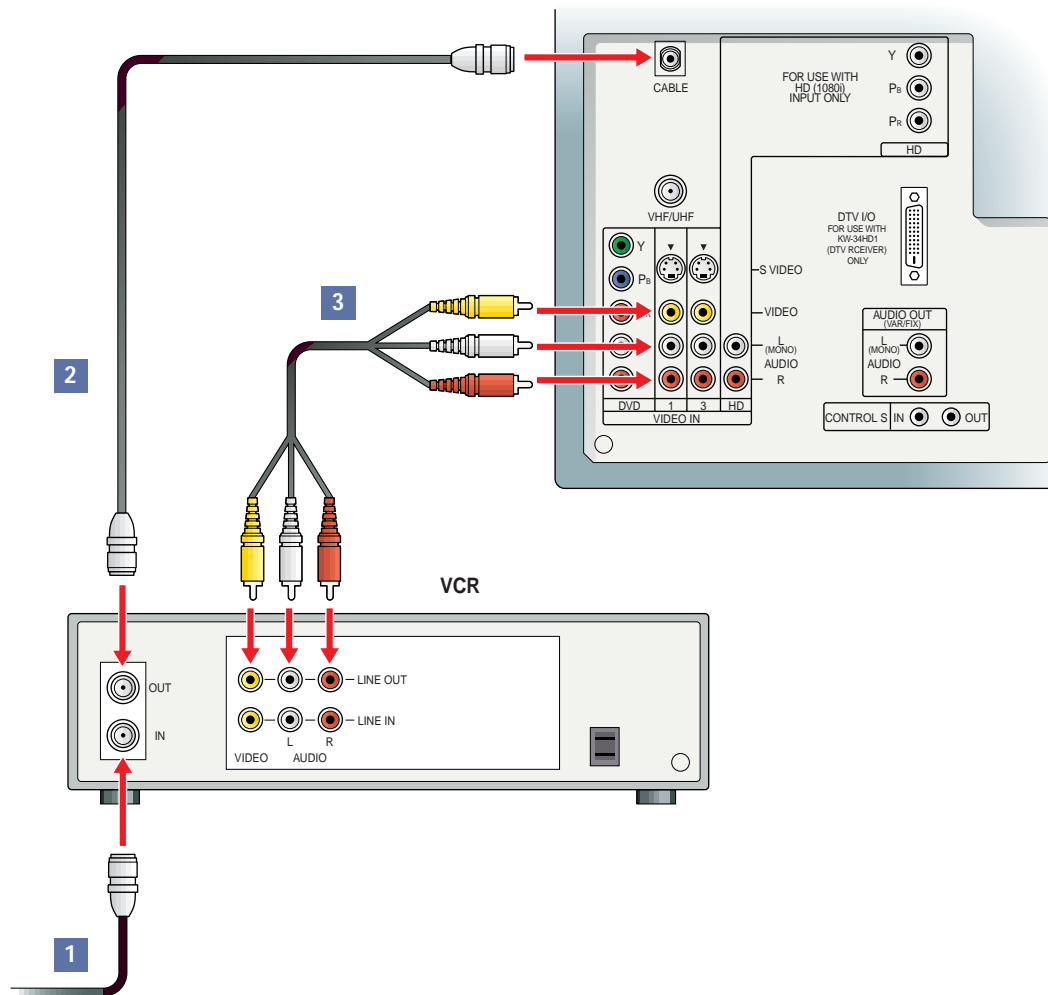 CABLE
FOR USE WITH
HD (1080i)
INPUT ONLY
Y
PB
PR
HD
VHF/UHF
DTV I/O
FOR USE WITH
KW-34HD1
(DTV RCEIVER)
ONLY
Y
PB
R
S VIDEO
VIDEO
L
(MONO)
AUDIO
R
DVD
1
3
HD
VIDEO IN
AUDIO OUT
(VAR/FIX)
L
(MONO)
AUDIO
R
CONTROL S
IN
OUT
3
2
VCR
OUT
IN
LINE OUT
LINE IN
L
R
VIDEO
AUDIO
1